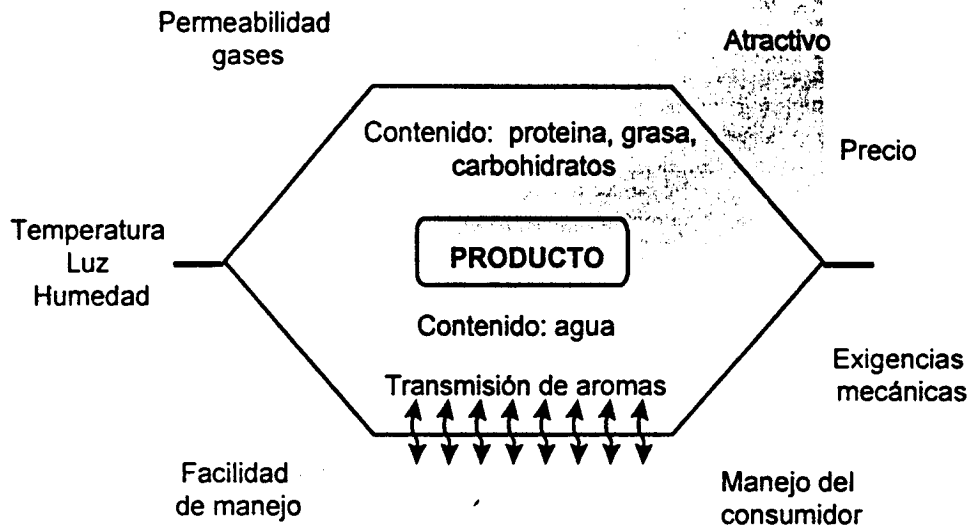 Permeabilidad
gases
Atractivo
Contenido: proteina, grasa,
carbohidratos
Precio
Temperatura
Luz
Humedad
PRODUCTO
Contenido: agua
Transmisión de aromas
Exigencias
mecánicas
Facilidad
de manejo
Manejo del
consumidor